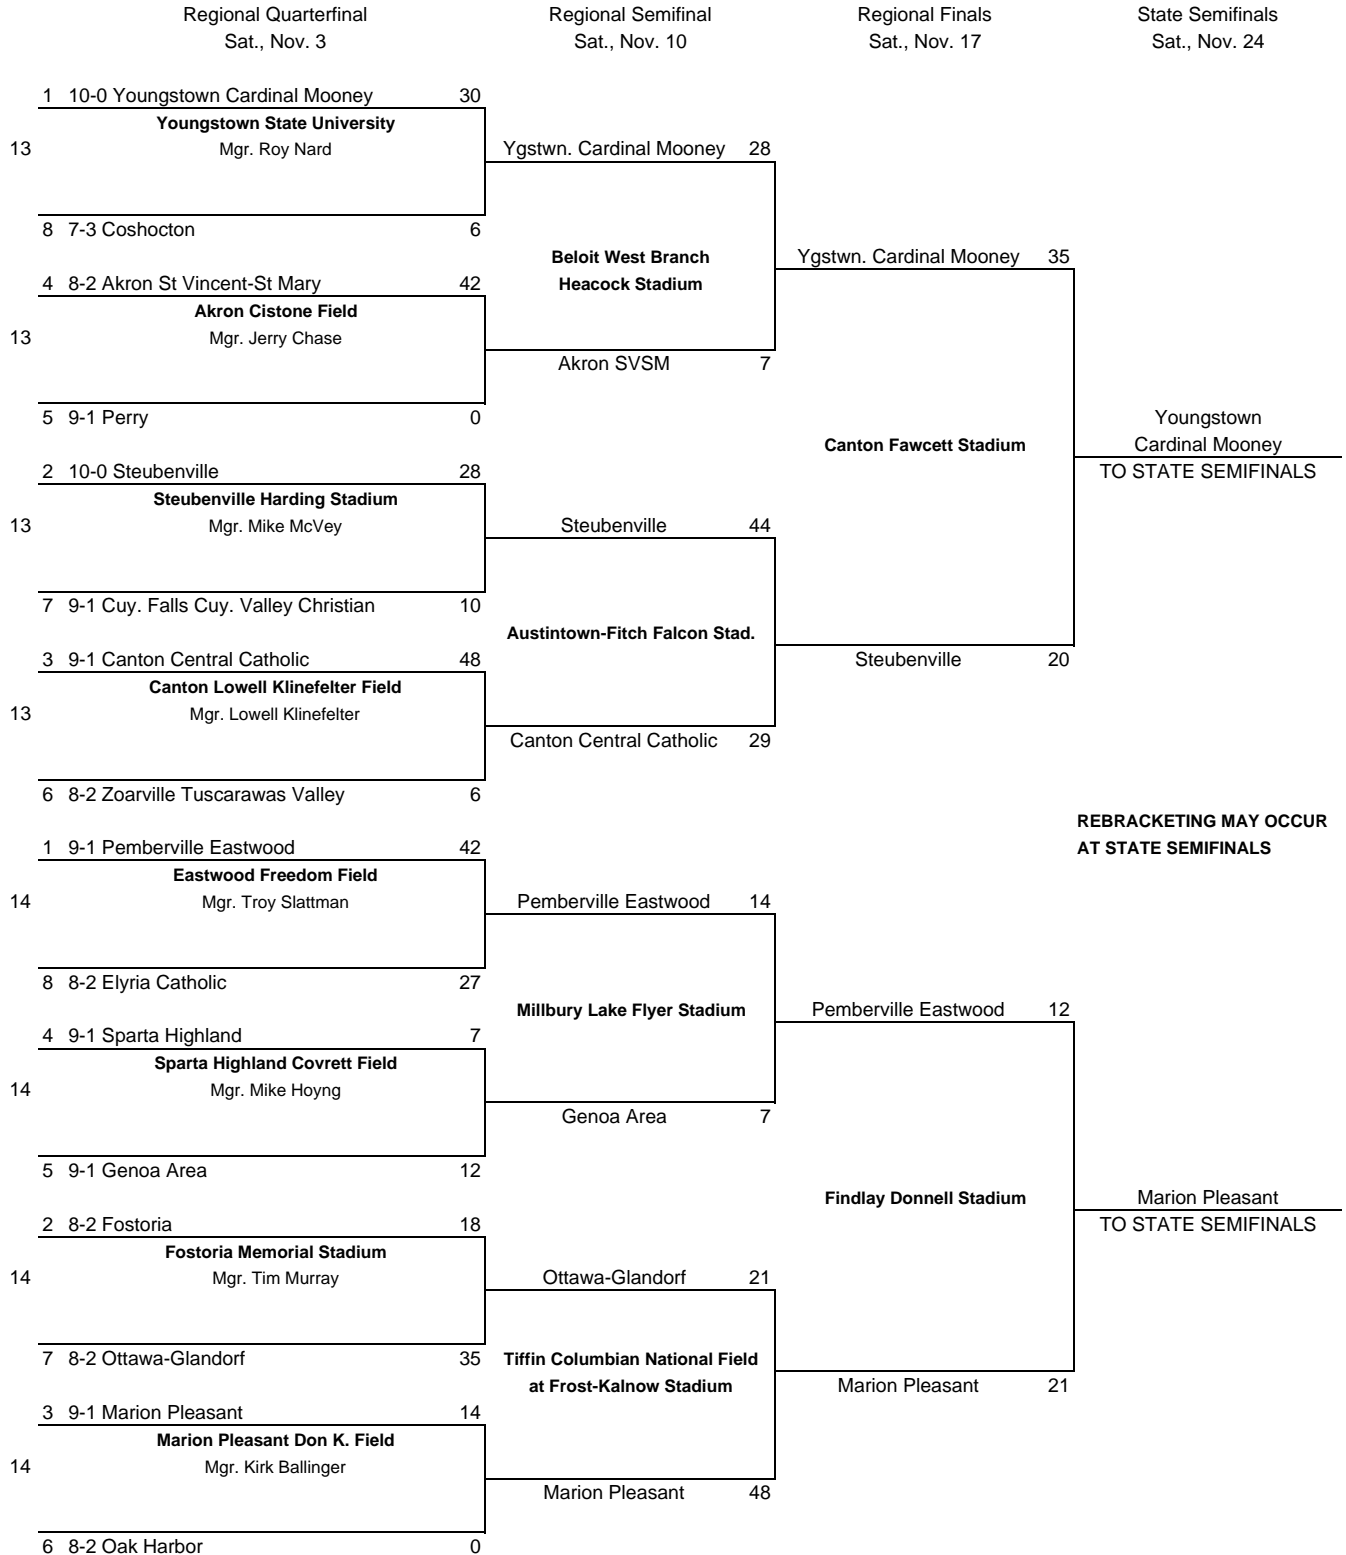 Regional Quarterfinal Regional Semifinal Regional Finals State Semifinals
Sat., Nov. 3 Sat., Nov. 10 Sat., Nov. 17 Sat., Nov. 24
1 10-0 Youngstown Cardinal Mooney 30
Youngstown State University
13 Mgr. Roy Nard Ygstwn. Cardinal Mooney 28
8 7-3 Coshocton 6
Beloit West Branch Ygstwn. Cardinal Mooney 35
4 8-2 Akron St Vincent-St Mary 42 Heacock Stadium
Akron Cistone Field
13 Mgr. Jerry Chase
Akron SVSM 7
5 9-1 Perry 0 Youngstown
Canton Fawcett Stadium Cardinal Mooney
2 10-0 Steubenville 28 TO STATE SEMIFINALS
Steubenville Harding Stadium
13 Mgr. Mike McVey Steubenville 44
7 9-1 Cuy. Falls Cuy. Valley Christian 10
Austintown-Fitch Falcon Stad.
3 9-1 Canton Central Catholic 48 Steubenville 20
Canton Lowell Klinefelter Field
13 Mgr. Lowell Klinefelter
Canton Central Catholic 29
6 8-2 Zoarville Tuscarawas Valley 6
REBRACKETING MAY OCCUR
1 9-1 Pemberville Eastwood 42 AT STATE SEMIFINALS
Eastwood Freedom Field
14 Mgr. Troy Slattman Pemberville Eastwood 14
8 8-2 Elyria Catholic 27
Millbury Lake Flyer Stadium Pemberville Eastwood 12
4 9-1 Sparta Highland 7
Sparta Highland Covrett Field
14 Mgr. Mike Hoyng
Genoa Area 7
5 9-1 Genoa Area 12
Findlay Donnell Stadium Marion Pleasant
2 8-2 Fostoria 18 TO STATE SEMIFINALS
Fostoria Memorial Stadium
14 Mgr. Tim Murray Ottawa-Glandorf 21
7 8-2 Ottawa-Glandorf 35 Tiffin Columbian National Field
at Frost-Kalnow Stadium Marion Pleasant 21
3 9-1 Marion Pleasant 14
Marion Pleasant Don K. Field
14 Mgr. Kirk Ballinger
Marion Pleasant 48
6 8-2 Oak Harbor 0